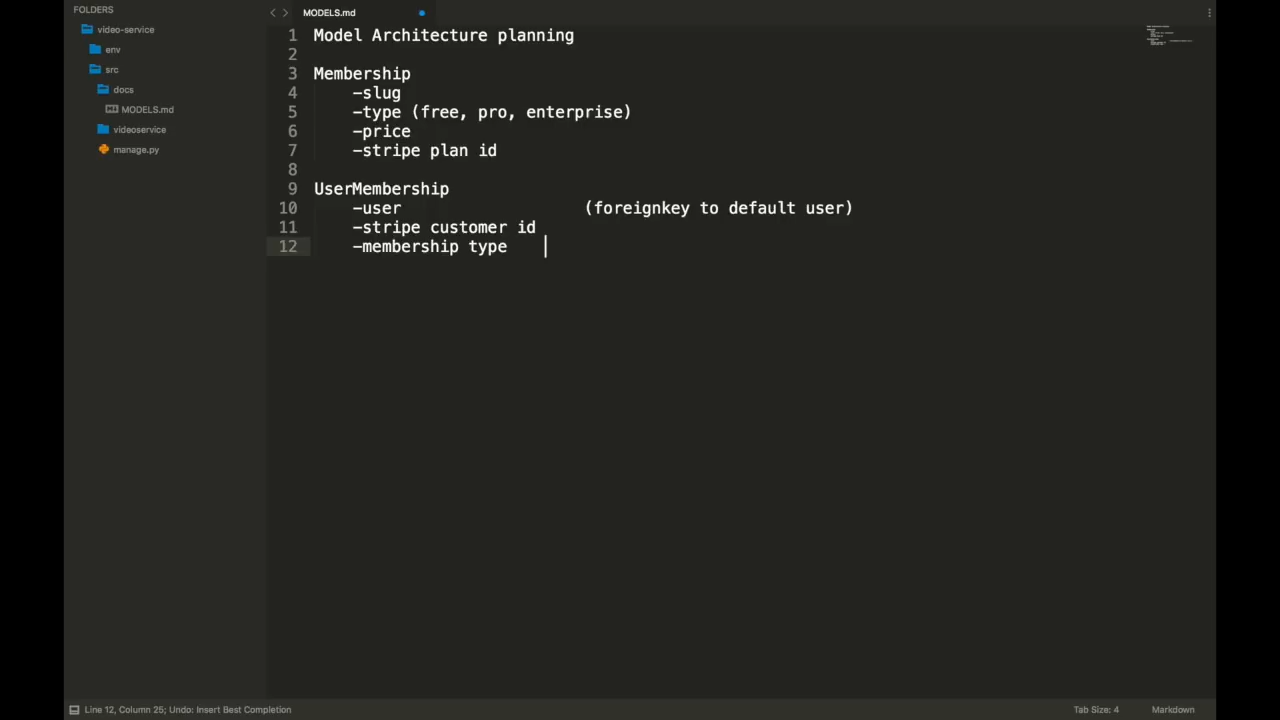 FOLDERS
video-service
env
src
docs
MODELS.md
videoservice
manage.py
MODELS.md
1 Model Architecture planning
2
3 Membership
4 -slug
5 -type (free, pro, enterprise)
6 -price
7 -stripe plan id
8
9 UserMembership
10 -user (foreignkey to default user)
11 -stripe customer id
12 -membership type
Line 12, Column 25; Undo: Insert Best Completion
Tab Size: 4
Markdown